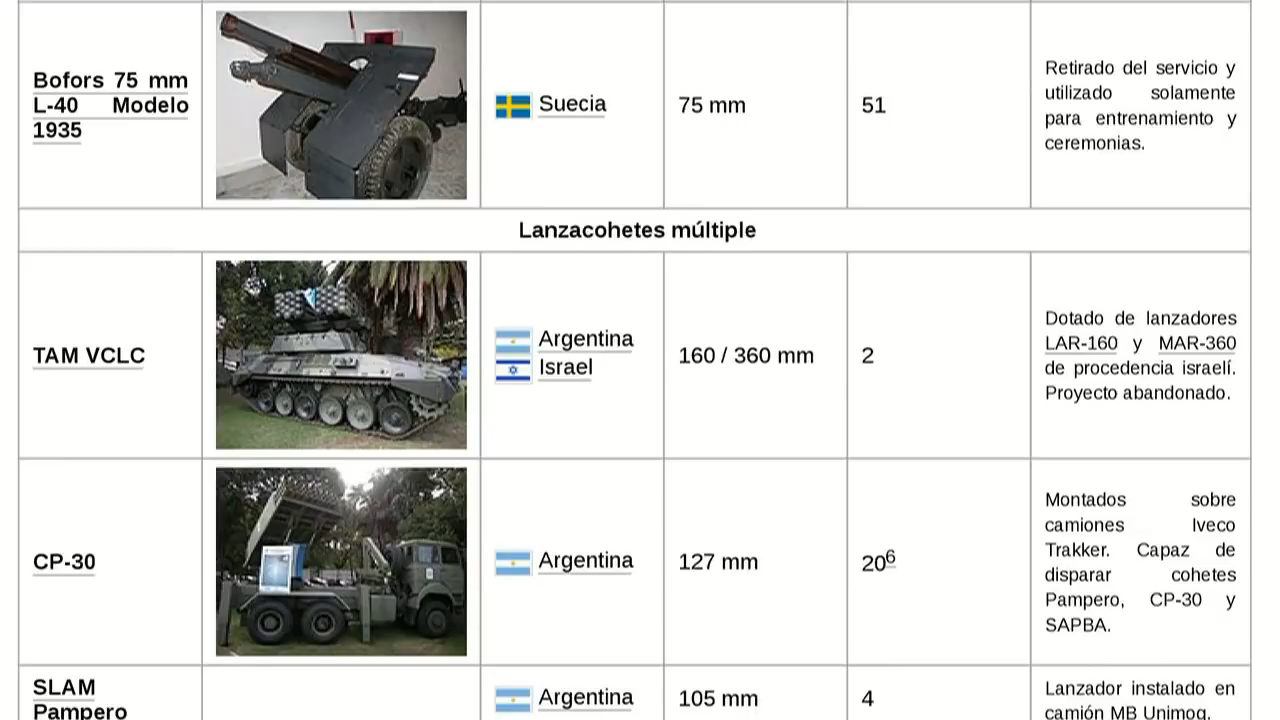 Bofors 75 mm
L-40 Modelo
1935
Suecia
75 mm
51
Retirado del servicio y
utilizado solamente
para entrenamiento y
ceremonias.
Lanzacohetes múltiple
TAM VCLC
Argentina
Israel
160 / 360 mm
2
Dotado de lanzadores
LAR-160 y MAR-360
de procedencia israelí.
Proyecto abandonado.
CP-30
Argentina
127 mm
20⁶
Montados sobre
camiones Iveco
Trakker. Capaz de
disparar cohetes
Pampero, CP-30 y
SAPBA.
SLAM
Pampero
Argentina
105 mm
4
Lanzador instalado en
camión MB Unimog.